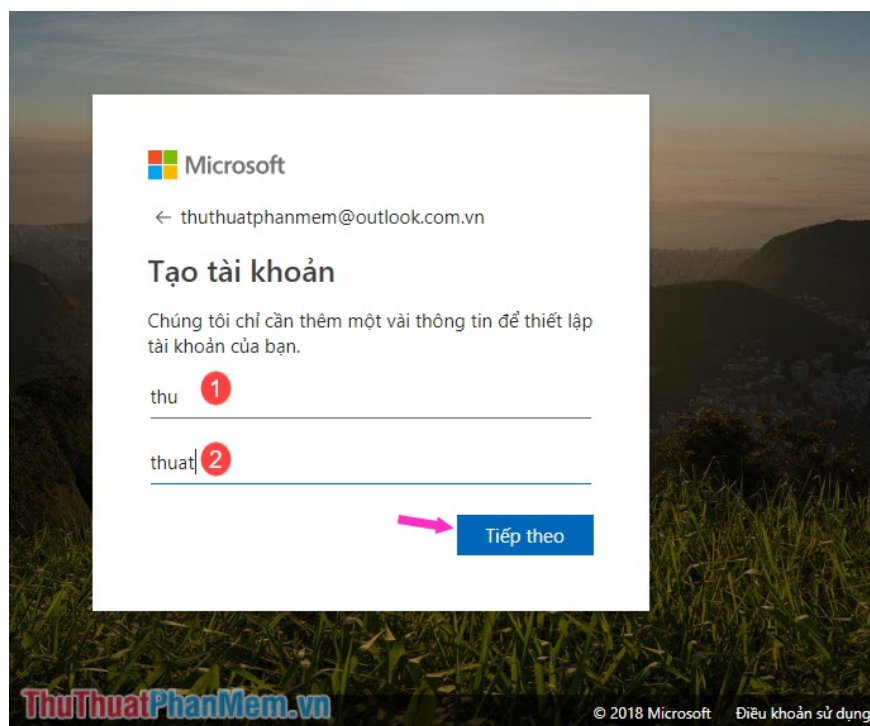 Microsoft
← thuthuatphanmem@outlook.com.vn
Tạo tài khoản
Chúng tôi chỉ cần thêm một vài thông tin để thiết lập
tài khoản của bạn.
thu 1
thuat 2
Tiếp theo
ThuThuatPhanMem.vn
© 2018 Microsoft Điều khoản sử dụng